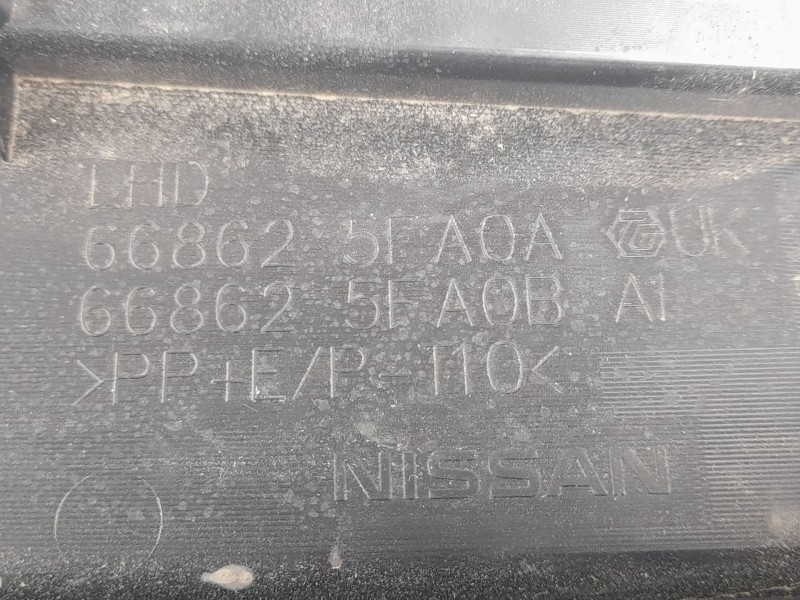 LHD
66862 5FA0A UK
66862 5FA0B A1
>PP+E/P-T10<
NISSAN